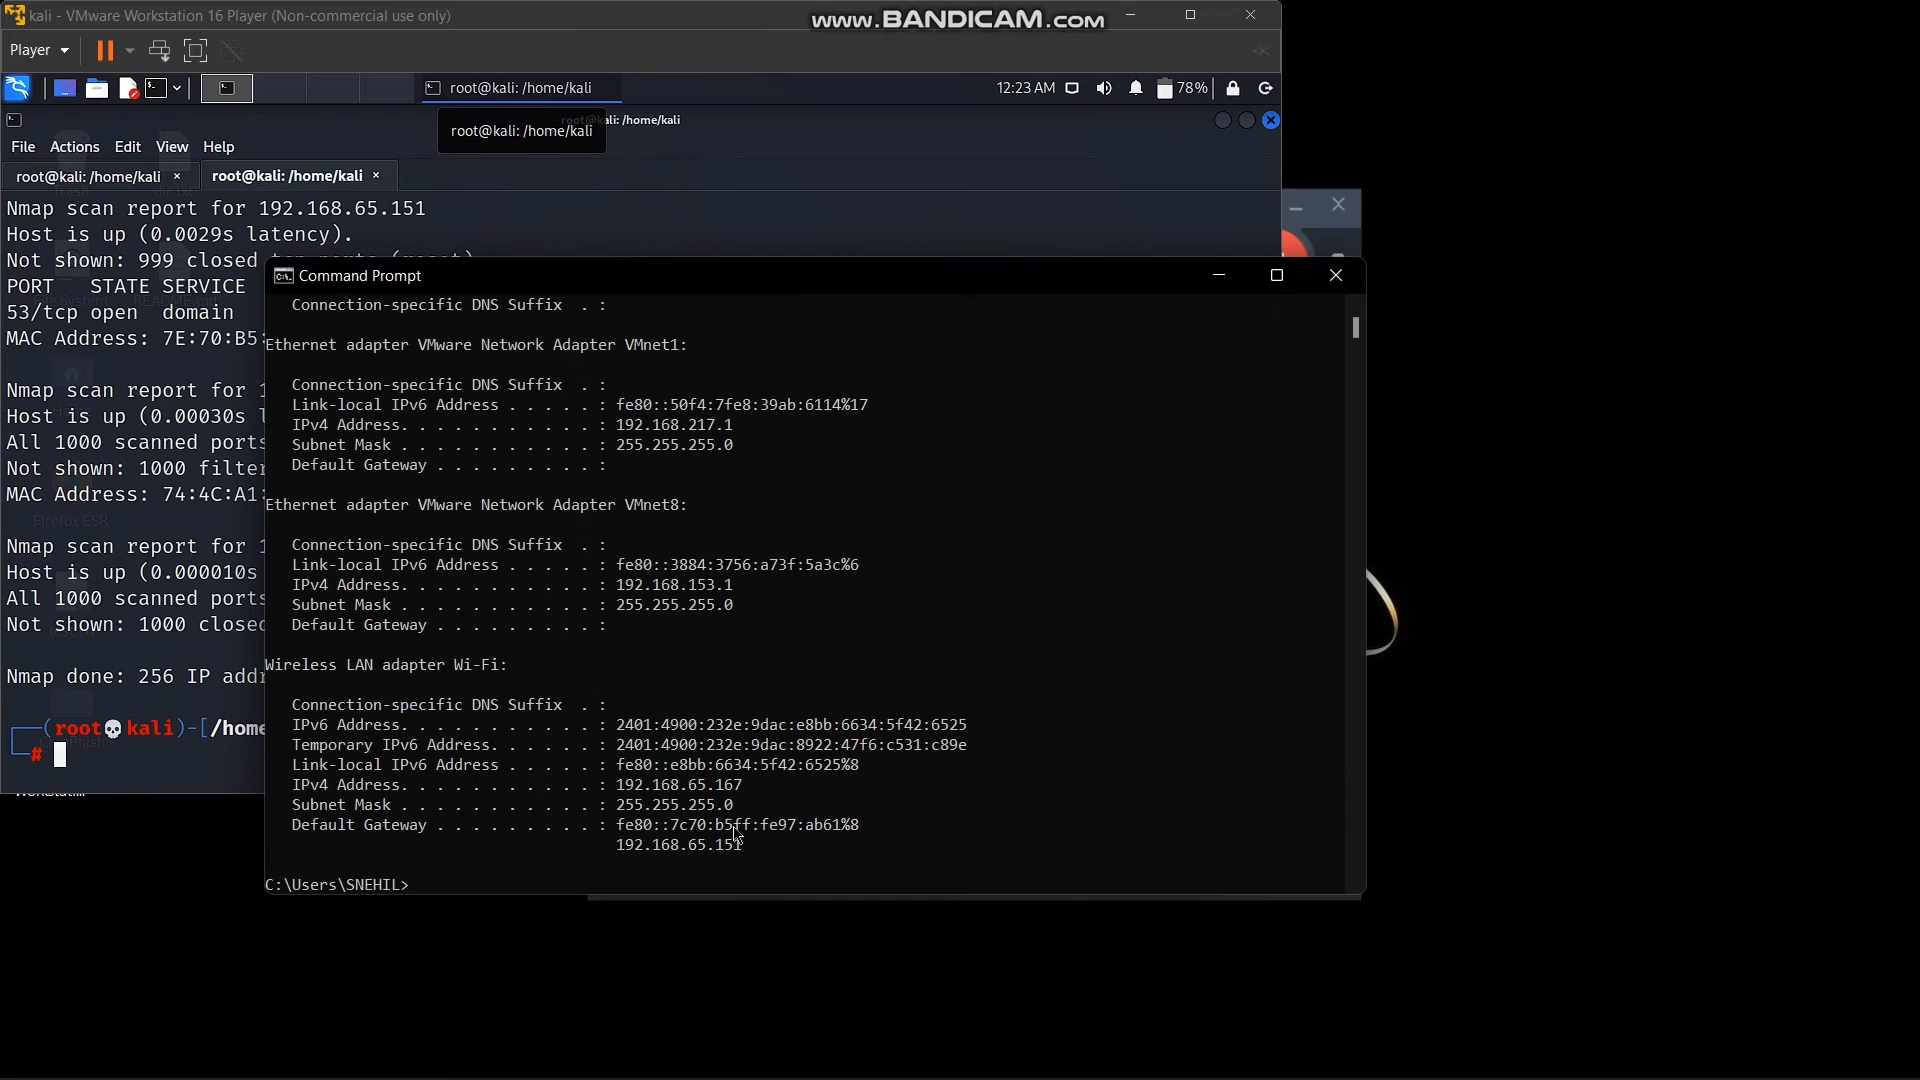 kali - VMware Workstation 16 Player (Non-commercial use only)
www.BANDICAM.com
Player
root@kali: /home/kali
12:23 AM
78%
root@kali: /home/kali
root@kali: /home/kali
File Actions Edit View Help
root@kali: /home/kali ×
root@kali: /home/kali ×
Nmap scan report for 192.168.65.151
Host is up (0.0029s latency).
Not shown: 999 closed tcp ports (reset)
PORT STATE SERVICE
53/tcp open domain
MAC Address: 7E:70:B5:
Nmap scan report for 1
Host is up (0.00030s l
All 1000 scanned ports
Not shown: 1000 filter
MAC Address: 74:4C:A1:
Firefox ESR
Nmap scan report for 1
Host is up (0.000010s
All 1000 scanned ports
Not shown: 1000 closed
Nmap done: 256 IP addr
(root💀kali)-[/home
#
Command Prompt
Connection-specific DNS Suffix . :
Ethernet adapter VMware Network Adapter VMnet1:
Connection-specific DNS Suffix . :
Link-local IPv6 Address . . . . . : fe80::50f4:7fe8:39ab:6114%17
IPv4 Address. . . . . . . . . . . : 192.168.217.1
Subnet Mask . . . . . . . . . . . : 255.255.255.0
Default Gateway . . . . . . . . . :
Ethernet adapter VMware Network Adapter VMnet8:
Connection-specific DNS Suffix . :
Link-local IPv6 Address . . . . . : fe80::3884:3756:a73f:5a3c%6
IPv4 Address. . . . . . . . . . . : 192.168.153.1
Subnet Mask . . . . . . . . . . . : 255.255.255.0
Default Gateway . . . . . . . . . :
Wireless LAN adapter Wi-Fi:
Connection-specific DNS Suffix . :
IPv6 Address. . . . . . . . . . . : 2401:4900:232e:9dac:e8bb:6634:5f42:6525
Temporary IPv6 Address. . . . . . : 2401:4900:232e:9dac:8922:47f6:c531:c89e
Link-local IPv6 Address . . . . . : fe80::e8bb:6634:5f42:6525%8
IPv4 Address. . . . . . . . . . . : 192.168.65.167
Subnet Mask . . . . . . . . . . . : 255.255.255.0
Default Gateway . . . . . . . . . : fe80::7c70:b5ff:fe97:ab61%8
192.168.65.151
C:\Users\SNEHIL>